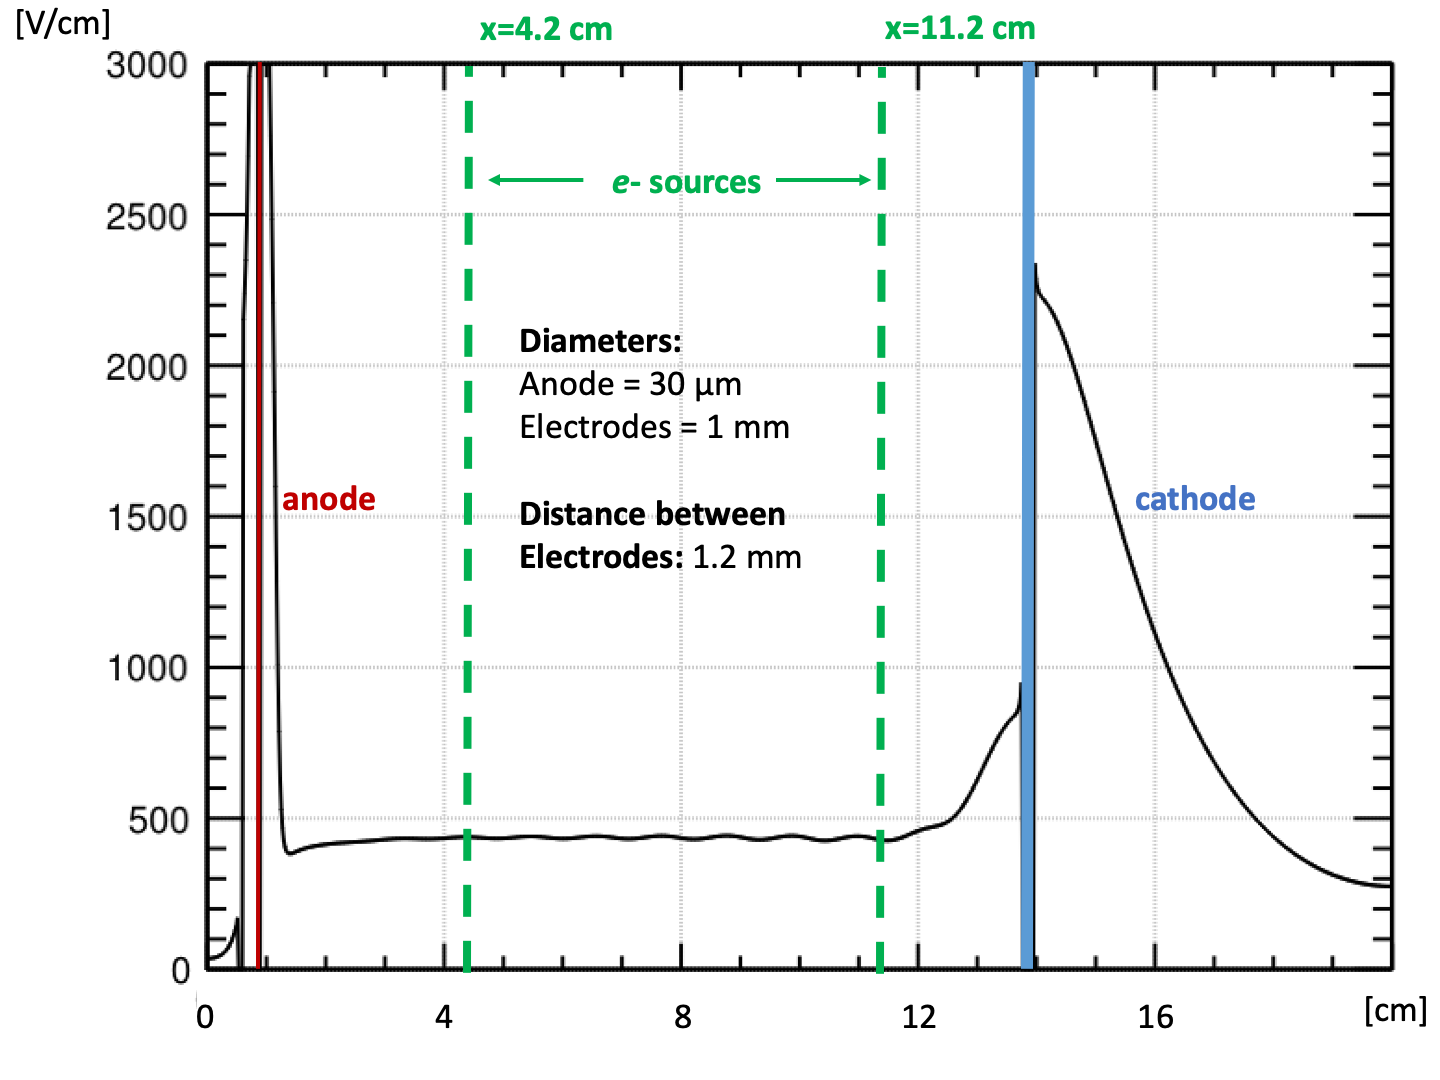 [V/cm]
x=4.2 cm
x=11.2 cm
3000
e- sources
2500
Diameters:
2000
Anode = 30 μm
Electrodes = 1 mm
anode
cathode
1500
Distance between
Electrodes: 1.2 mm
1000
500
0
0
4
8
12
16
[cm]